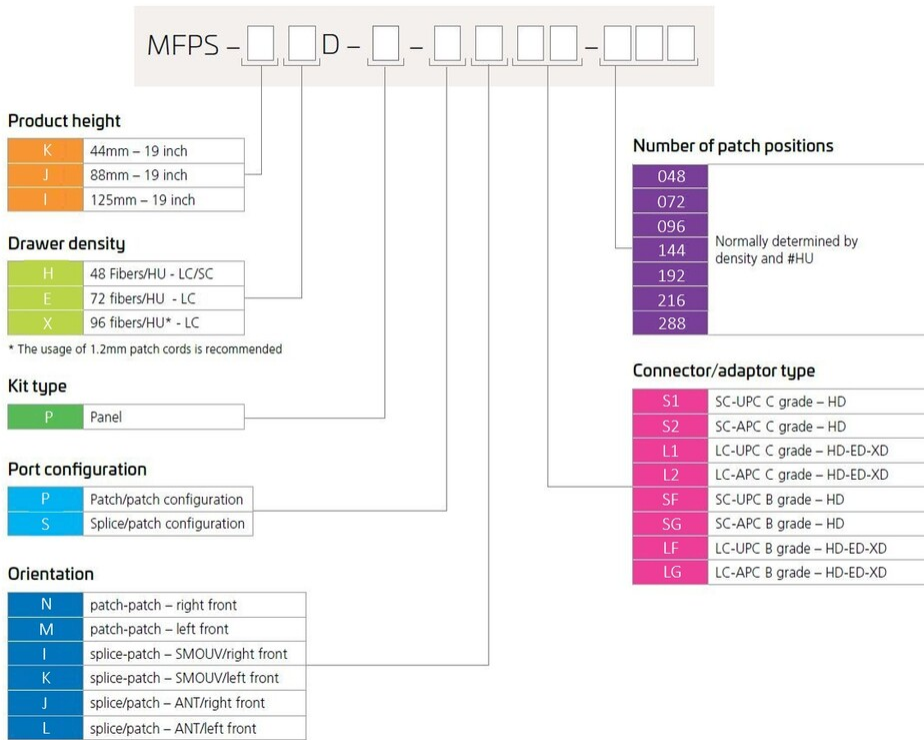 MFPS – D – – –
Product height
K 44mm – 19 inch
J 88mm – 19 inch
I 125mm – 19 inch
Drawer density
H 48 Fibers/HU - LC/SC
E 72 fibers/HU - LC
X 96 fibers/HU* - LC
* The usage of 1.2mm patch cords is recommended
Kit type
P Panel
Port configuration
P Patch/patch configuration
S Splice/patch configuration
Orientation
N patch-patch – right front
M patch-patch – left front
I splice-patch – SMOUV/right front
K splice-patch – SMOUV/left front
J splice/patch – ANT/right front
L splice/patch – ANT/left front
Number of patch positions
048
072
096
144
192
216
288
Normally determined by
density and #HU
Connector/adaptor type
S1 SC-UPC C grade – HD
S2 SC-APC C grade – HD
L1 LC-UPC C grade – HD-ED-XD
L2 LC-APC C grade – HD-ED-XD
SF SC-UPC B grade – HD
SG SC-APC B grade – HD
LF LC-UPC B grade – HD-ED-XD
LG LC-APC B grade – HD-ED-XD